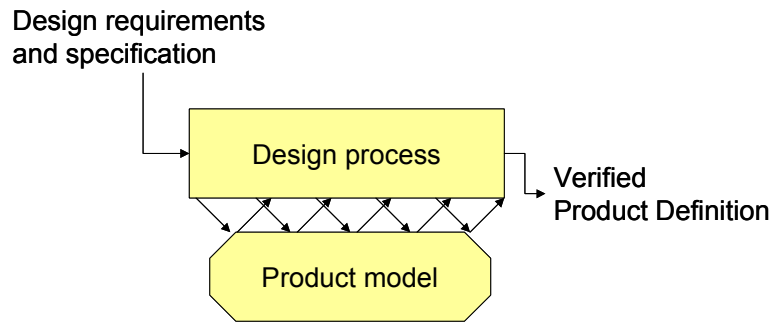 Design requirements
and specification
Design process
Verified
Product Definition
Product model